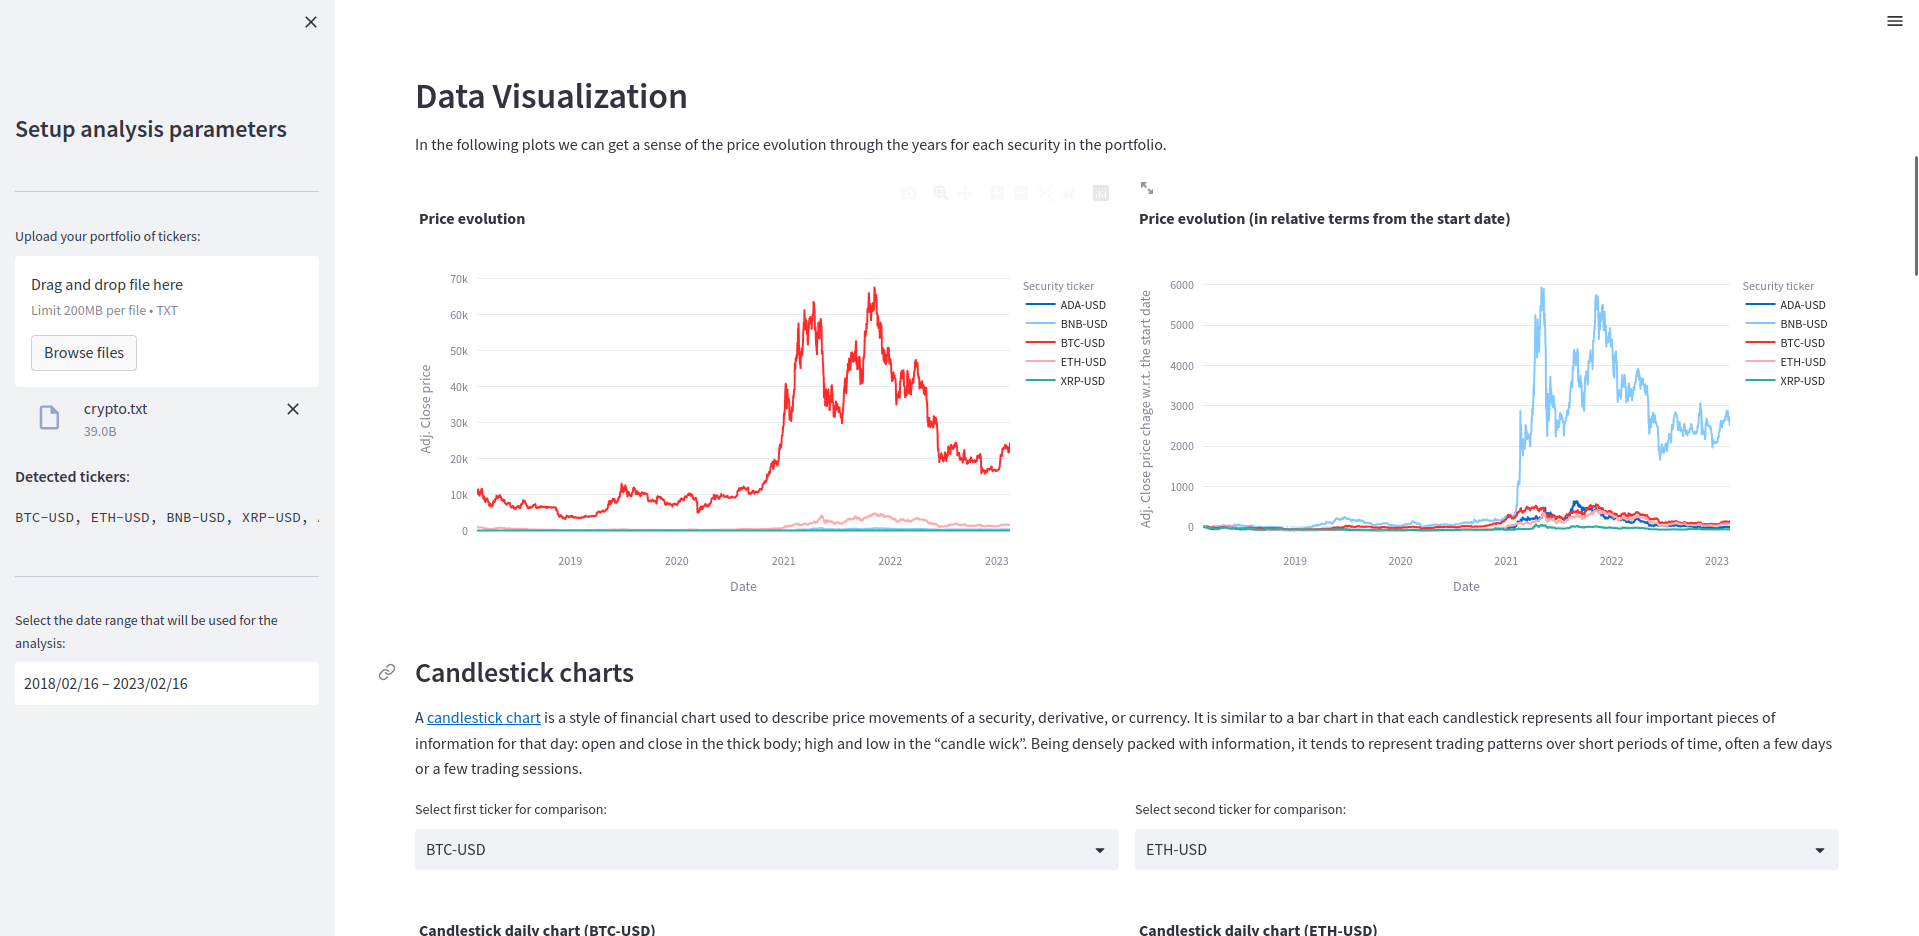 Setup analysis parameters
Upload your portfolio of tickers:
Drag and drop file here
Limit 200MB per file • TXT
Browse files
crypto.txt
39.0B
Detected tickers:
BTC-USD, ETH-USD, BNB-USD, XRP-USD,
Select the date range that will be used for the
analysis:
2018/02/16 – 2023/02/16
Data Visualization
In the following plots we can get a sense of the price evolution through the years for each security in the portfolio.
Price evolution
70k
60k
50k
40k
30k
20k
10k
0
Adj. Close price
2019
2020
2021
2022
2023
Date
Security ticker
ADA-USD
BNB-USD
BTC-USD
ETH-USD
XRP-USD
Price evolution (in relative terms from the start date)
6000
5000
4000
3000
2000
1000
0
Adj. Close price chage w.r.t. the start date
2019
2020
2021
2022
2023
Date
Security ticker
ADA-USD
BNB-USD
BTC-USD
ETH-USD
XRP-USD
Candlestick charts
A candlestick chart is a style of financial chart used to describe price movements of a security, derivative, or currency. It is similar to a bar chart in that each candlestick represents all four important pieces of
information for that day: open and close in the thick body; high and low in the “candle wick”. Being densely packed with information, it tends to represent trading patterns over short periods of time, often a few days
or a few trading sessions.
Select first ticker for comparison:
BTC-USD
Select second ticker for comparison:
ETH-USD
Candlestick daily chart (BTC-USD)
Candlestick daily chart (ETH-USD)